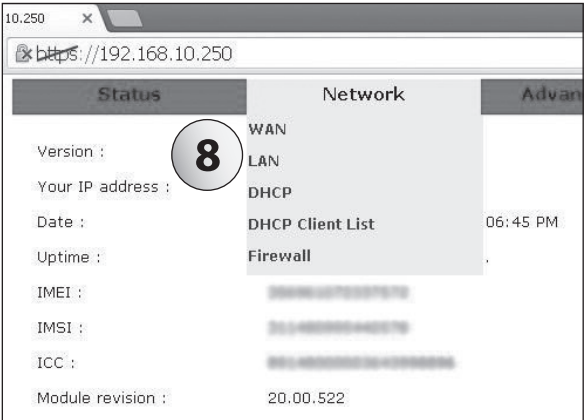 10.250 ×
https://192.168.10.250
Status Network Advan
WAN
8
Version :
LAN
Your IP address :
DHCP
Date :
DHCP Client List
06:45 PM
Uptime :
Firewall
IMEI :
IMSI :
ICC :
Module revision : 20.00.522